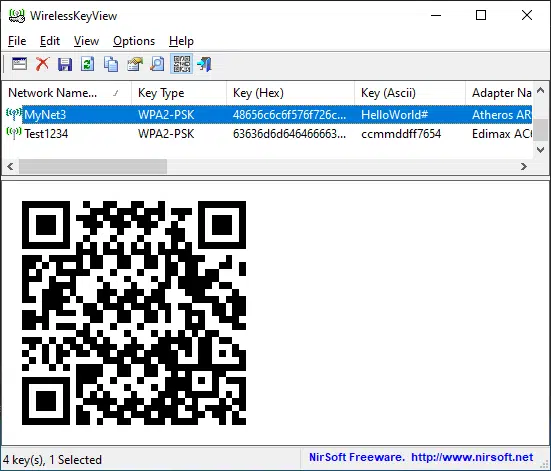 WirelessKeyView
File Edit View Options Help
Network Name... Key Type Key (Hex) Key (Ascii) Adapter Na
MyNet3 WPA2-PSK 48656c6c6f576f726c... HelloWorld# Atheros AR
Test1234 WPA2-PSK 63636d6d646466663... ccmmddff7654 Edimax AC6
4 key(s), 1 Selected NirSoft Freeware. http://www.nirsoft.net